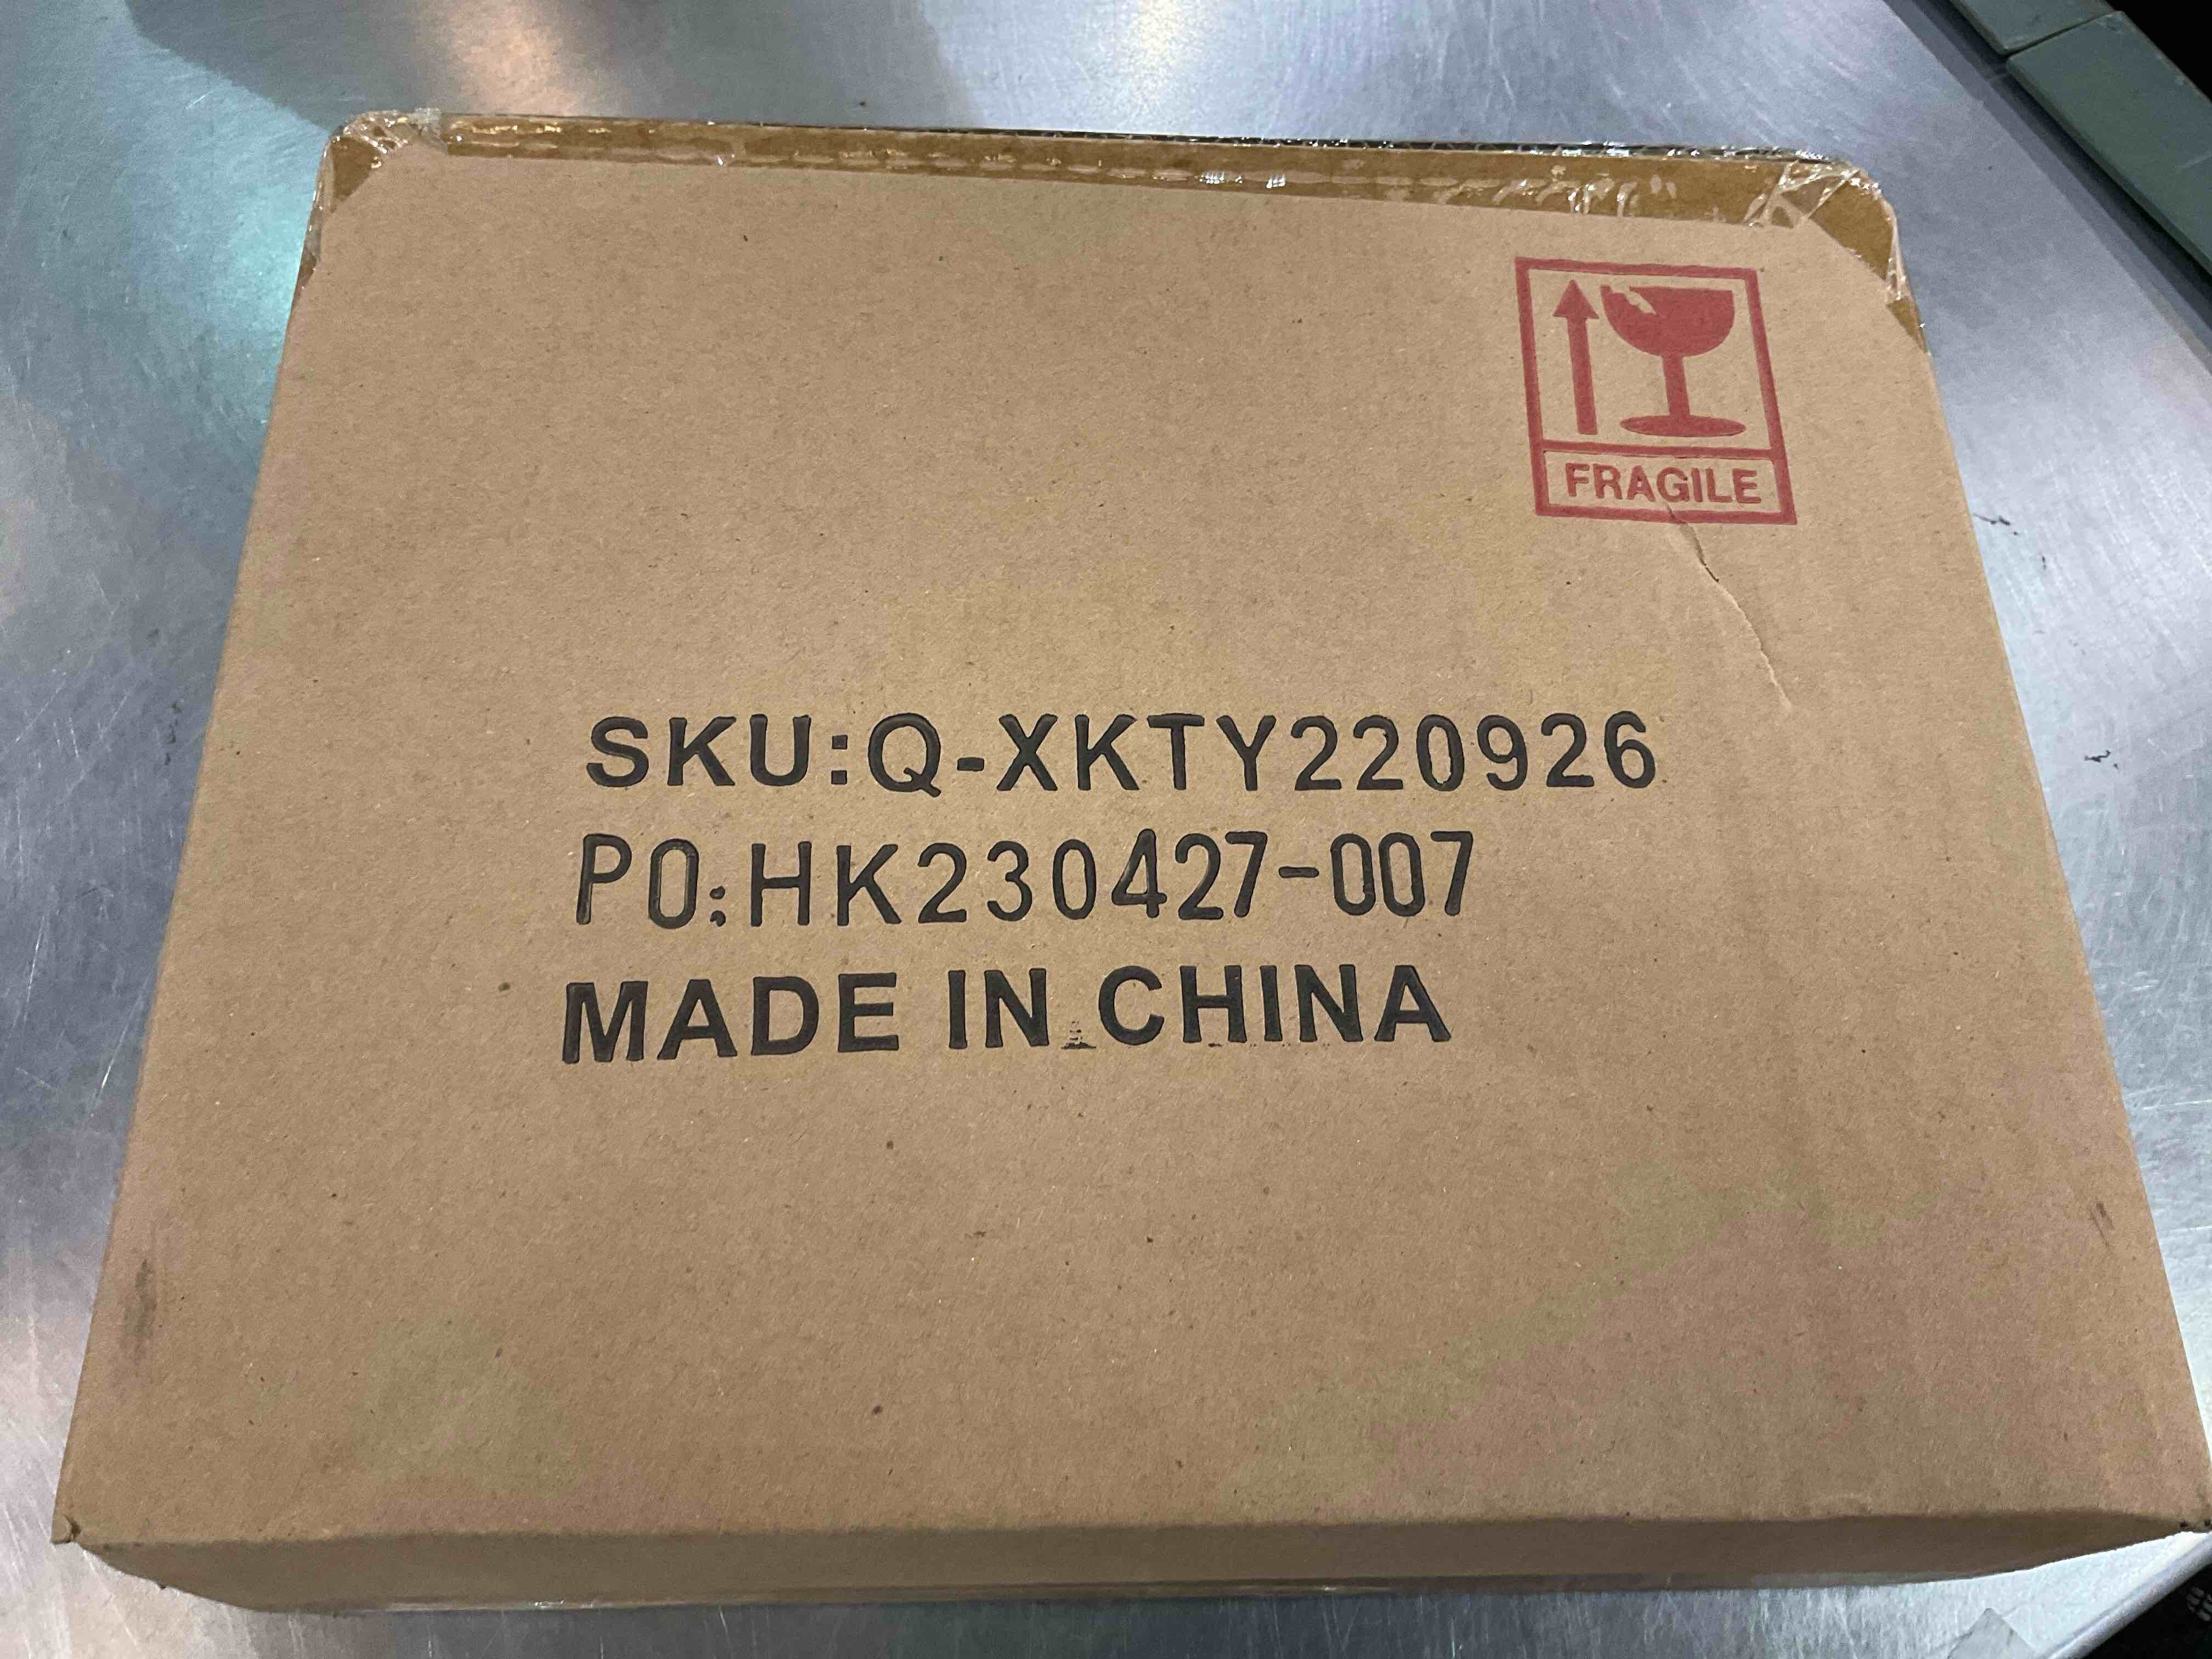 FRAGILE
SKU:Q-XKTY220926
PO:HK230427-007
MADE IN CHINA